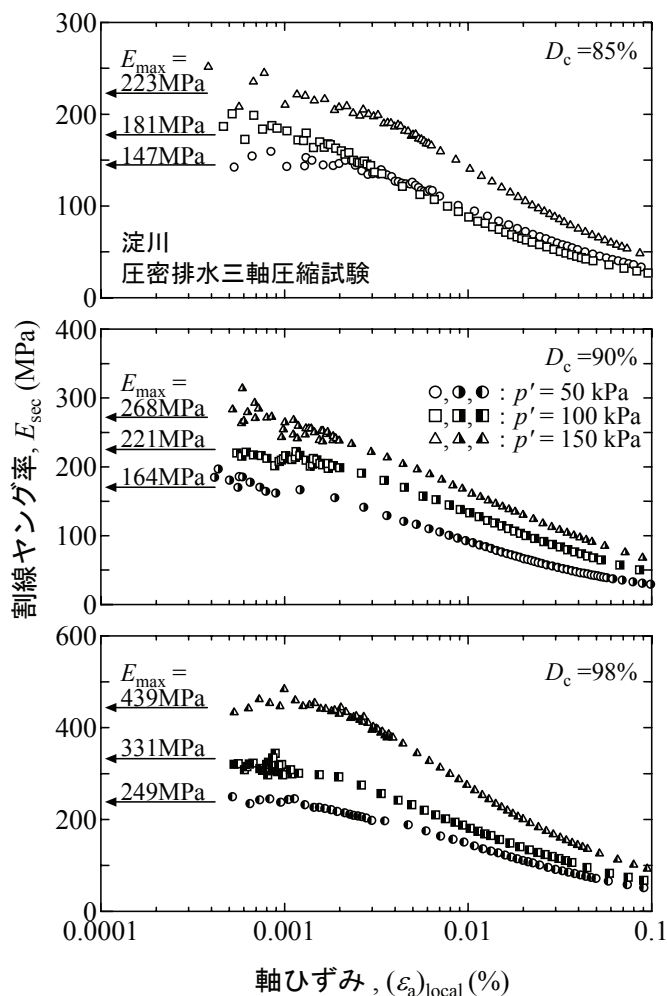 300
E_max =
D_c =85%
223MPa
200
181MPa
147MPa
100
淀川
圧密排水三軸圧縮試験
0
400
E_max =
D_c =90%
300
○,◑,◐ : p′ = 50 kPa
268MPa
□,◨,◧ : p′ = 100 kPa
221MPa
△,◮,◭ : p′ = 150 kPa
200
164MPa
100
0
600
E_max =
D_c =98%
439MPa
400
331MPa
249MPa
200
0
0.0001 0.001 0.01 0.1
割線ヤング率, E_sec (MPa)
軸ひずみ , (ε_a)_local (%)